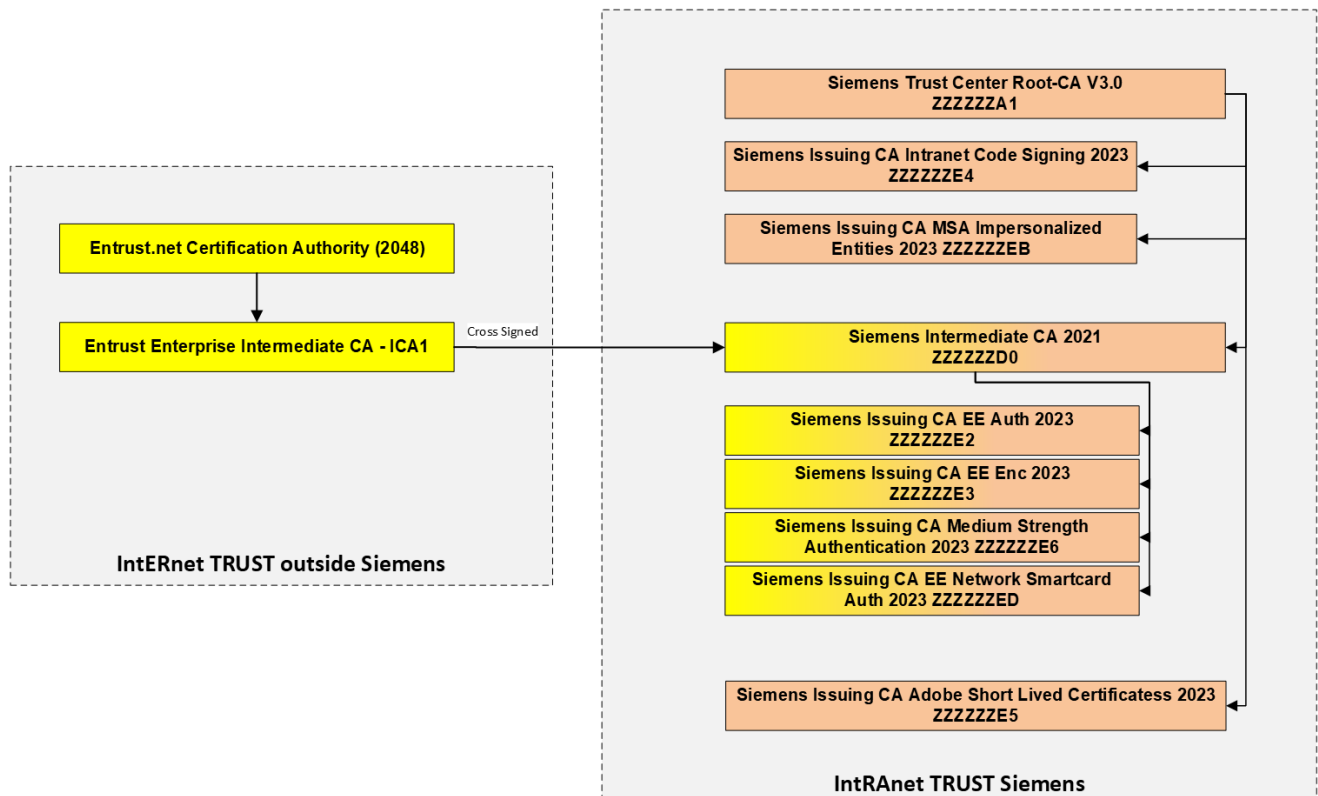 Entrust.net Certification Authority (2048)
Entrust Enterprise Intermediate CA - ICA1
Cross Signed
IntERnet TRUST outside Siemens
Siemens Trust Center Root-CA V3.0
ZZZZZZA1
Siemens Issuing CA Intranet Code Signing 2023
ZZZZZZE4
Siemens Issuing CA MSA Impersonalized
Entities 2023 ZZZZZZEB
Siemens Intermediate CA 2021
ZZZZZZD0
Siemens Issuing CA EE Auth 2023
ZZZZZZE2
Siemens Issuing CA EE Enc 2023
ZZZZZZE3
Siemens Issuing CA Medium Strength
Authentication 2023 ZZZZZZE6
Siemens Issuing CA EE Network Smartcard
Auth 2023 ZZZZZZED
Siemens Issuing CA Adobe Short Lived Certificatess 2023
ZZZZZZE5
IntRAnet TRUST Siemens